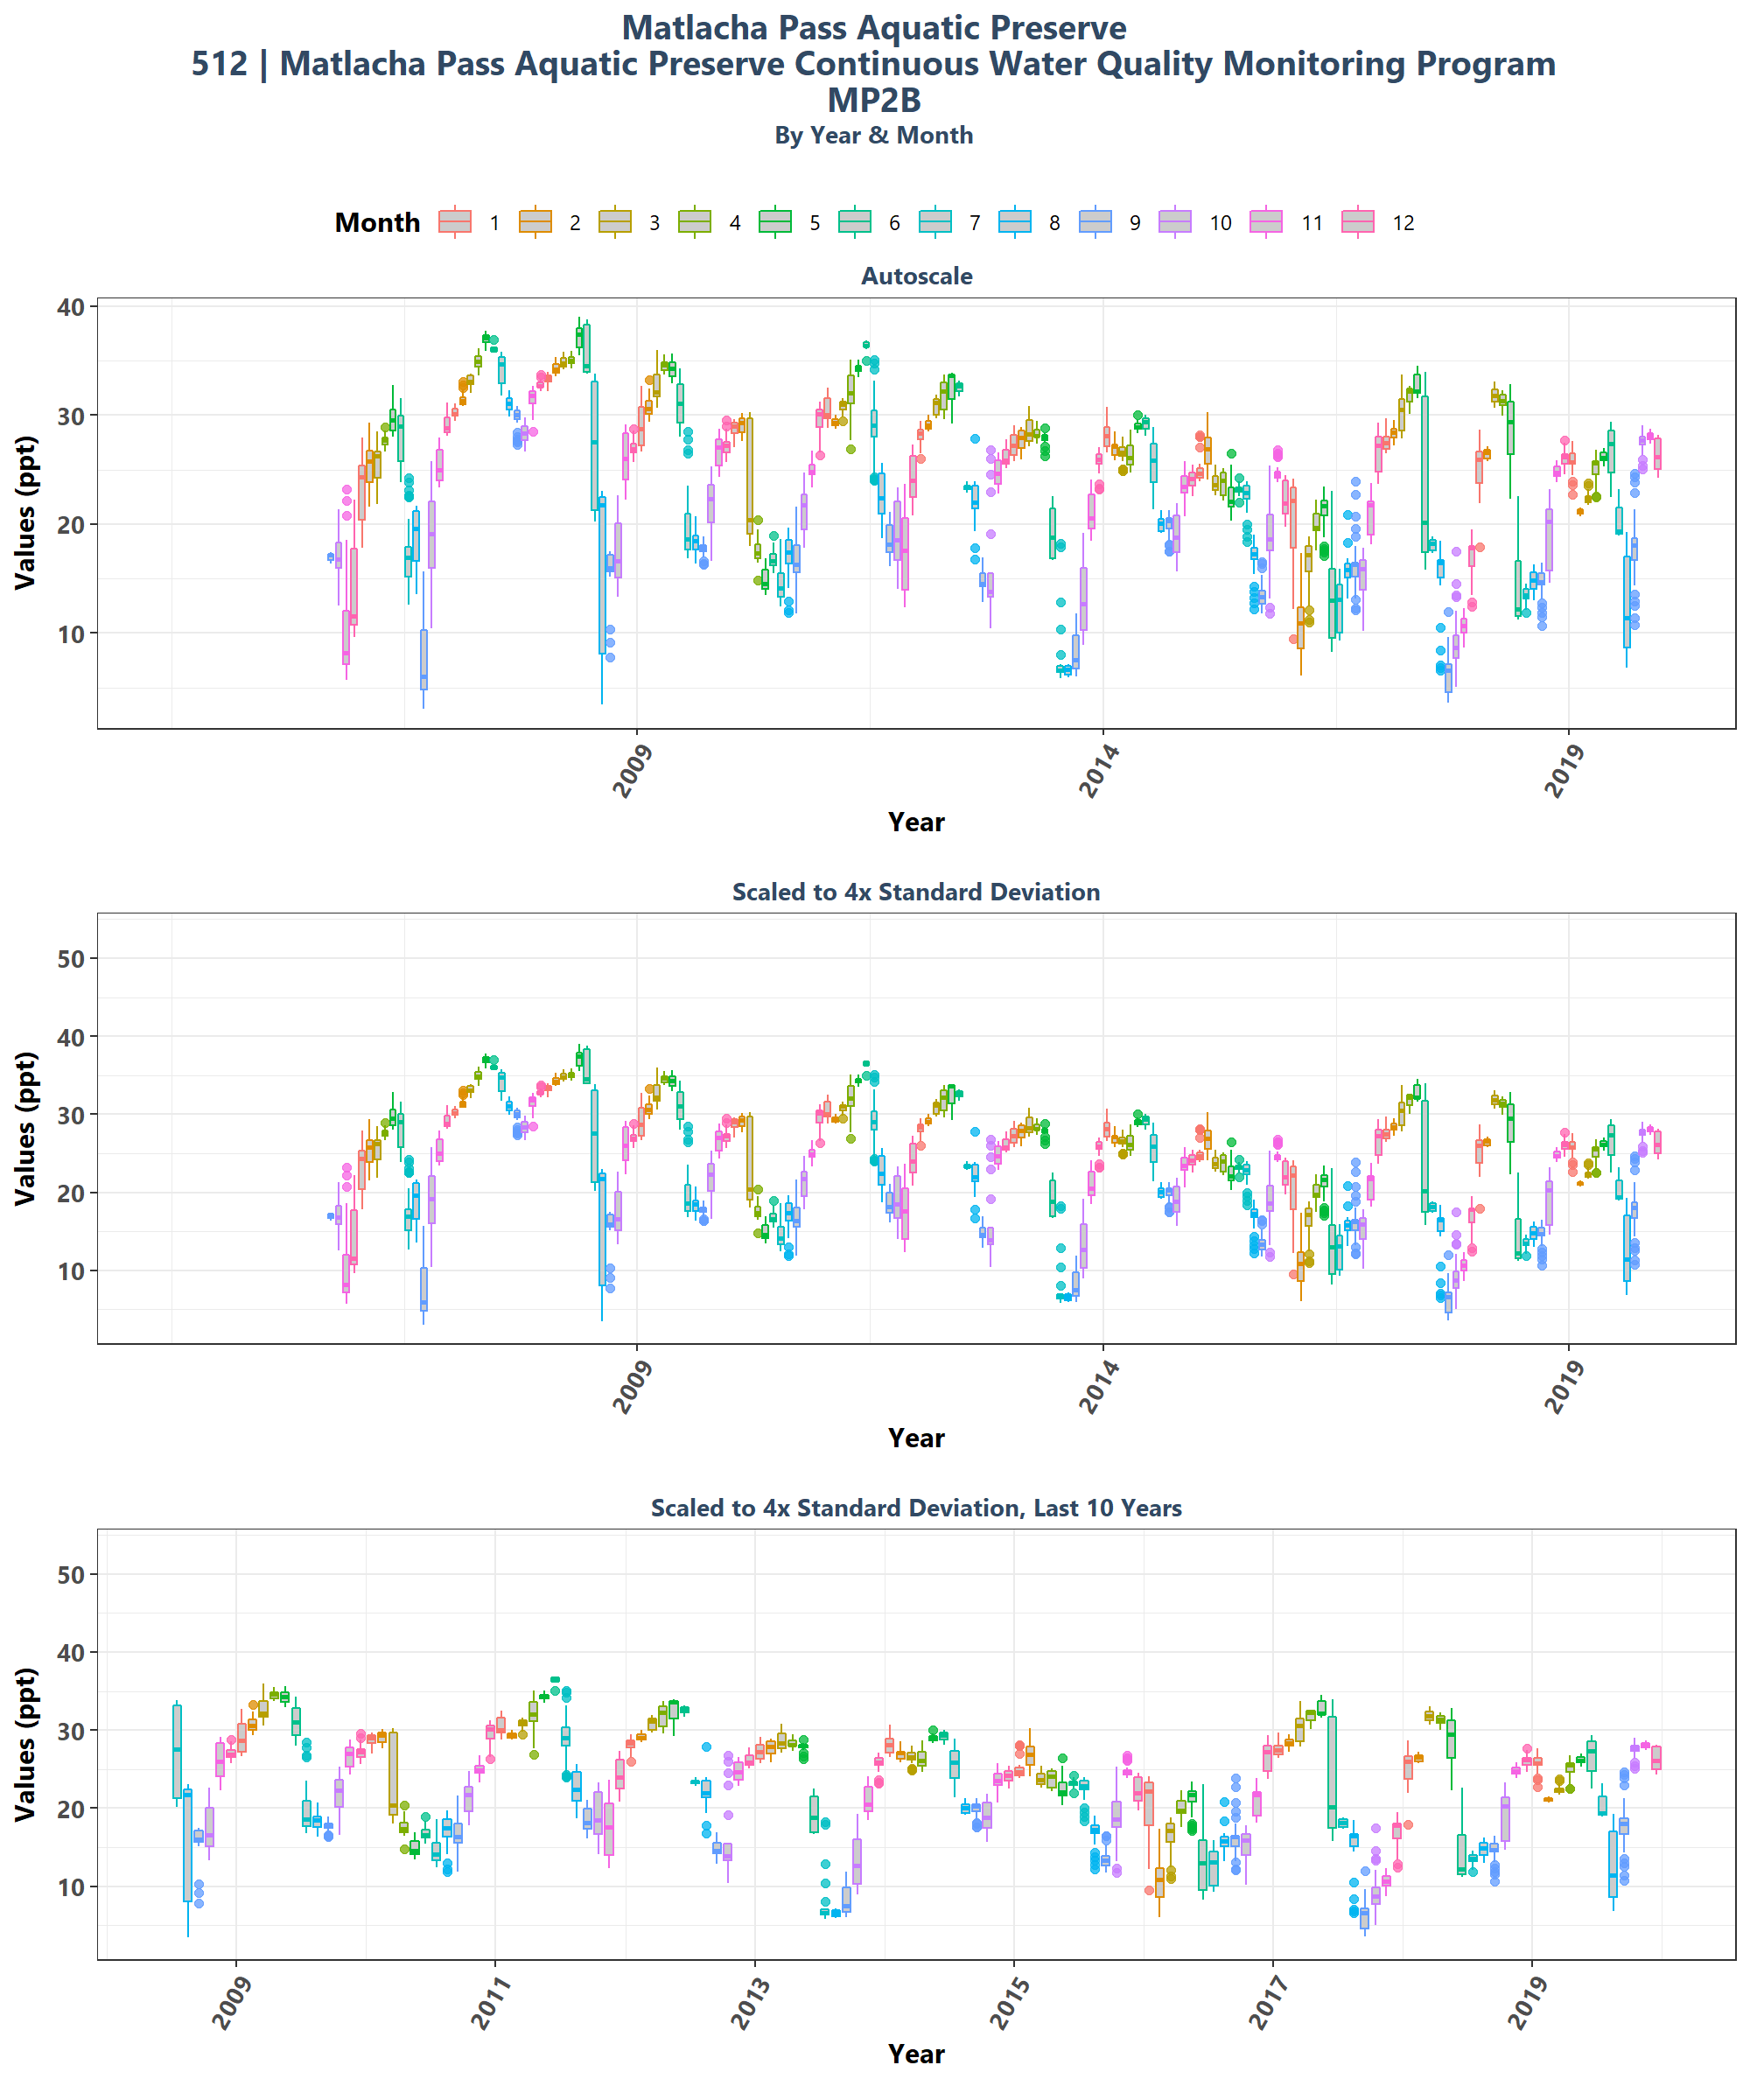 Matlacha Pass Aquatic Preserve
512 | Matlacha Pass Aquatic Preserve Continuous Water Quality Monitoring Program
MP2B
By Year & Month
Month 1 2 3 4 5 6 7 8 9 10 11 12
Autoscale
40
30
20
10
Values (ppt)
2009 2014 2019
Year
Scaled to 4x Standard Deviation
50
40
30
20
10
Values (ppt)
2009 2014 2019
Year
Scaled to 4x Standard Deviation, Last 10 Years
50
40
30
20
10
Values (ppt)
2009 2011 2013 2015 2017 2019
Year